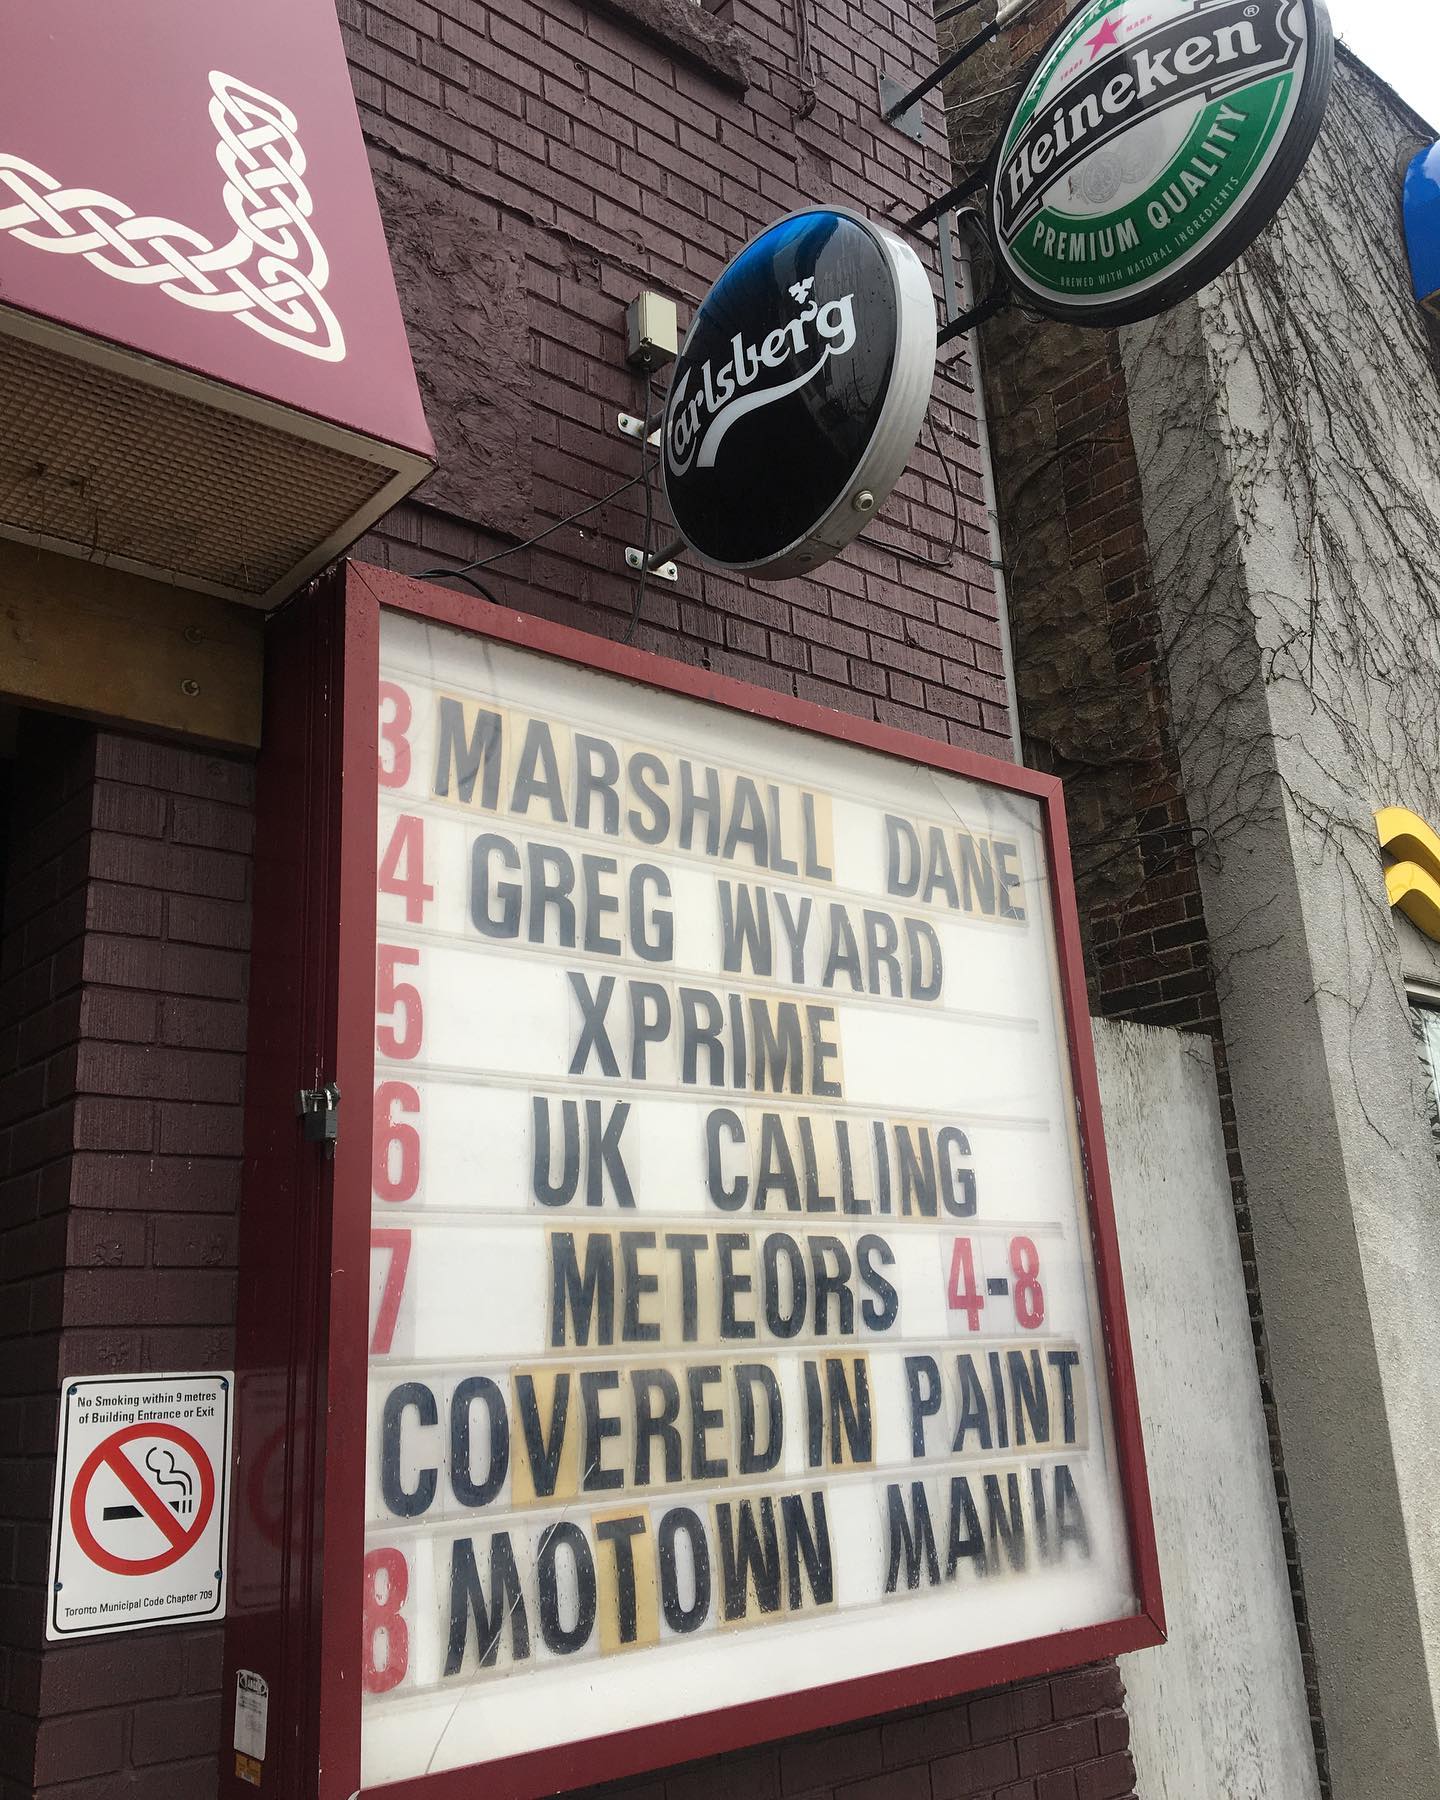 TRADE MARK
Heineken®
PREMIUM QUALITY
BREWED WITH NATURAL INGREDIENTS
Carlsberg
3 MARSHALL DANE
4 GREG WYARD
5 XPRIME
6 UK CALLING
7 METEORS 4-8
COVERED IN PAINT
8 MOTOWN MANIA
No Smoking within 9 metres
of Building Entrance or Exit
Toronto Municipal Code Chapter 709